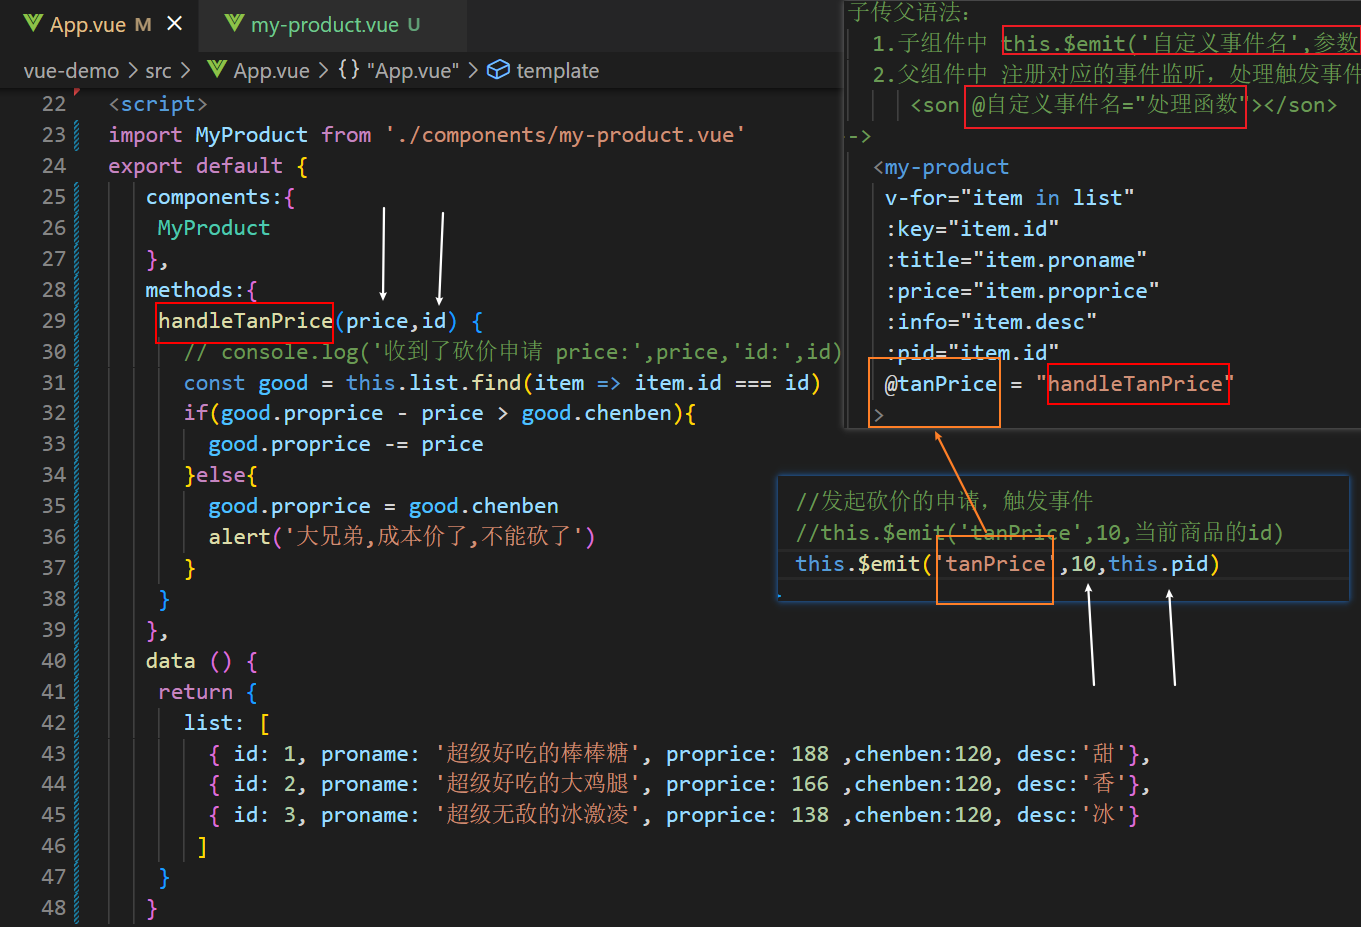 App.vue M ×
my-product.vue U
vue-demo > src > App.vue > {} "App.vue" > template
22 <script>
23 import MyProduct from './components/my-product.vue'
24 export default {
25 components:{
26 MyProduct
27 },
28 methods:{
29 handleTanPrice(price,id) {
30 // console.log('收到了砍价申请 price:',price,'id:',id)
31 const good = this.list.find(item => item.id === id)
32 if(good.proprice - price > good.chenben){
33 good.proprice -= price
34 }else{
35 good.proprice = good.chenben
36 alert('大兄弟,成本价了,不能砍了')
37 }
38 }
39 },
40 data () {
41 return {
42 list: [
43 { id: 1, proname: '超级好吃的棒棒糖', proprice: 188 ,chenben:120, desc:'甜'},
44 { id: 2, proname: '超级好吃的大鸡腿', proprice: 166 ,chenben:120, desc:'香'},
45 { id: 3, proname: '超级无敌的冰激凌', proprice: 138 ,chenben:120, desc:'冰'}
46 ]
47 }
48 }
子传父语法:
1.子组件中 this.$emit('自定义事件名',参数
2.父组件中 注册对应的事件监听，处理触发事件
<son @自定义事件名="处理函数"></son>
->
<my-product
v-for="item in list"
:key="item.id"
:title="item.proname"
:price="item.proprice"
:info="item.desc"
:pid="item.id"
@tanPrice = "handleTanPrice"
>
//发起砍价的申请，触发事件
//this.$emit('tanPrice',10,当前商品的id)
this.$emit('tanPrice',10,this.pid)